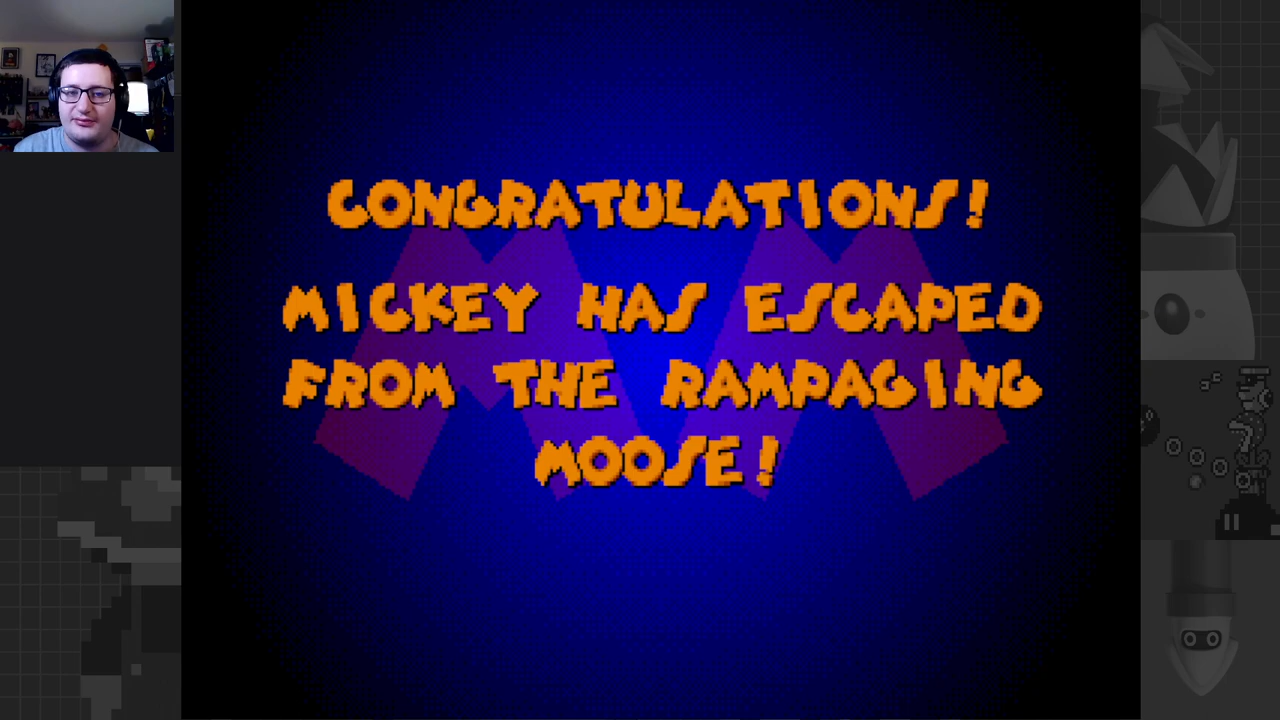 CONGRATULATIONS!
MICKEY HAS ESCAPED
FROM THE RAMPAGING
MOOSE!